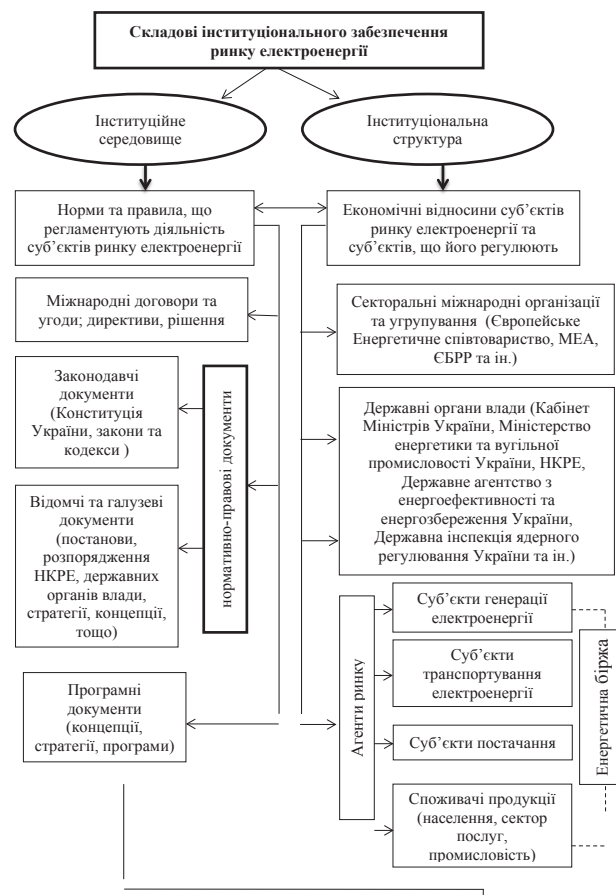 Складові інституціонального забезпечення
ринку електроенергії
Інституційне
середовище
Інституціональна
структура
Норми та правила, що
регламентують діяльність
суб’єктів ринку електроенергії
Економічні відносини суб’єктів
ринку електроенергії та
суб’єктів, що його регулюють
Міжнародні договори та
угоди; директиви, рішення
Секторальні міжнародні організації
та угрупування (Європейське
Енергетичне співтовариство, МЕА,
ЄБРР та ін.)
Законодавчі
документи
(Конституція
України, закони та
кодекси )
нормативно-правові документи
Державні органи влади (Кабінет
Міністрів України, Міністерство
енергетики та вугільної
промисловості України, НКРЕ,
Державне агентство з
енергоефективності та
енергозбереження України,
Державна інспекція ядерного
регулювання України та ін.)
Відомчі та галузеві
документи
(постанови,
розпорядження
НКРЕ, державних
органів влади,
стратегії, концепції,
тощо)
Програмні
документи
(концепції,
стратегії, програми)
Агенти ринку
Суб’єкти генерації
електроенергії
Суб’єкти
транспортування
електроенергії
Суб’єкти постачання
Споживачі продукції
(населення, сектор
послуг,
промисловість)
Енергетична біржа